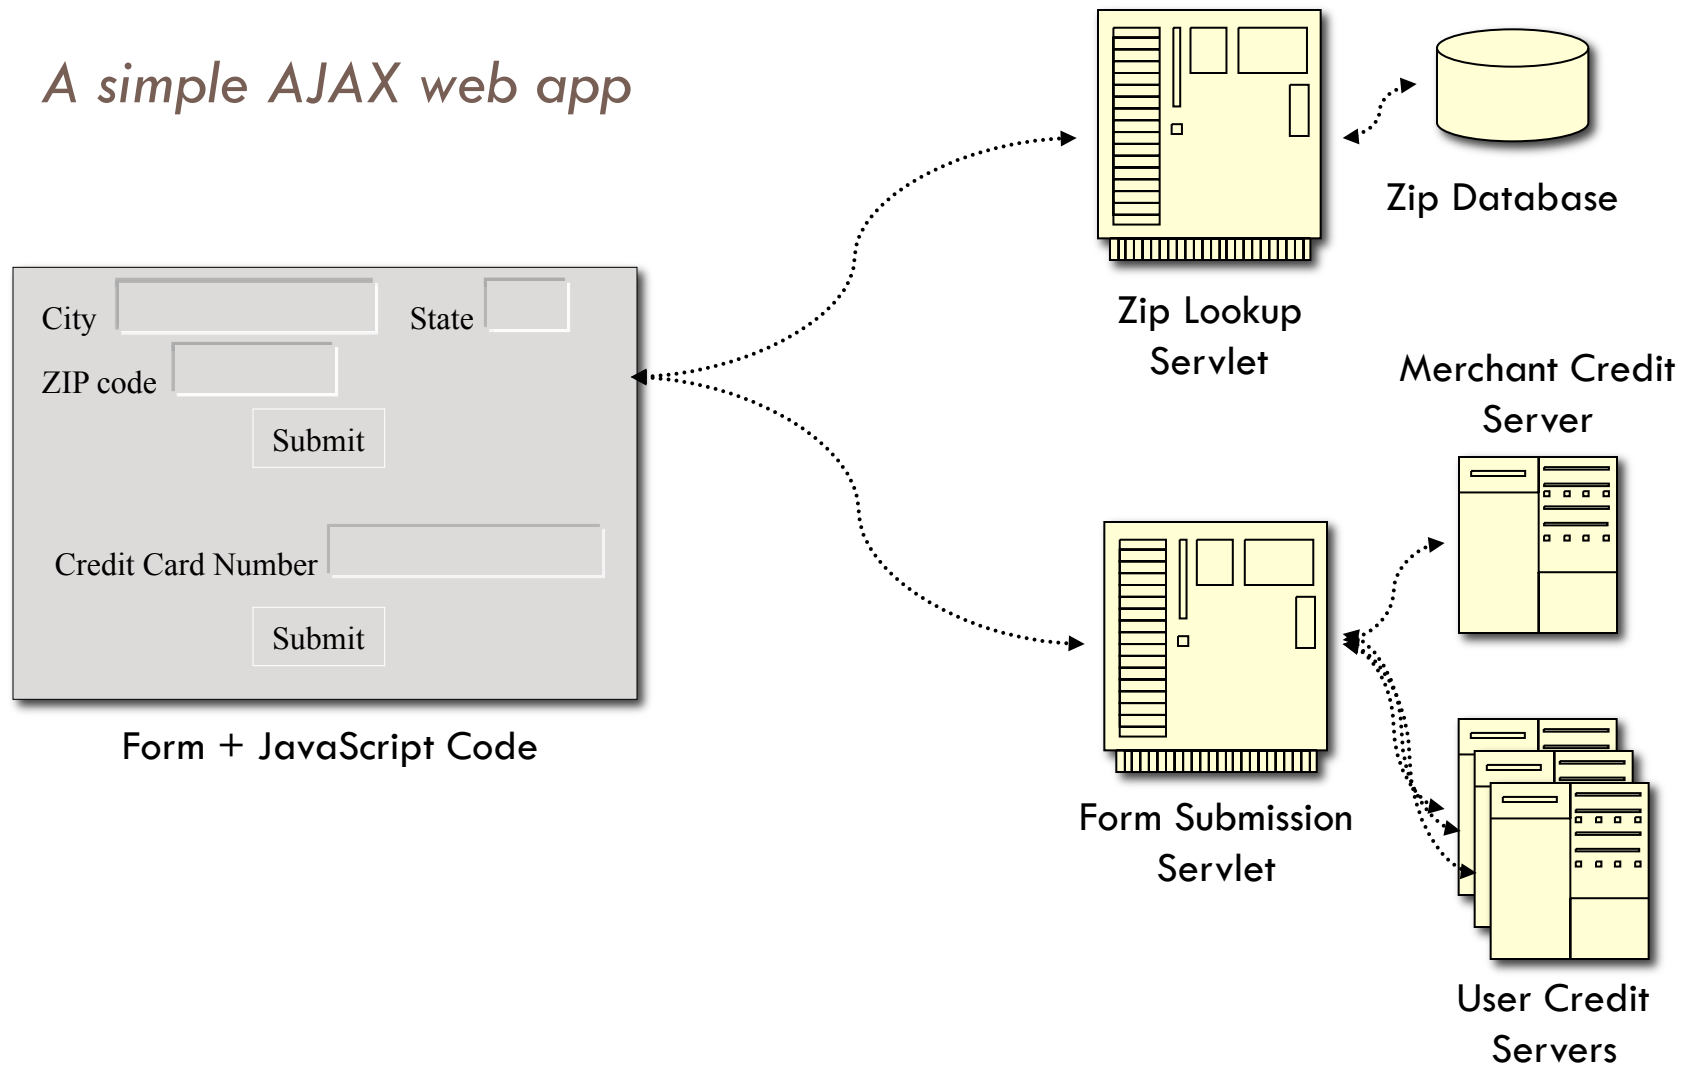 A simple AJAX web app
City
State
ZIP code
Submit
Credit Card Number
Submit
Form + JavaScript Code
Zip Database
Zip Lookup
Servlet
Merchant Credit
Server
Form Submission
Servlet
User Credit
Servers